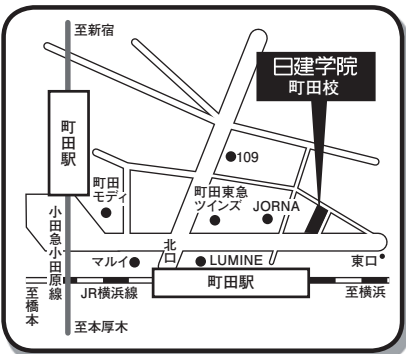 至新宿
日建学院
町田校
町田駅
109
町田
モディ
町田東急
ツインズ
JORNA
小田急小田原線
北口
マルイ
LUMINE
東口
町田駅
至橋本
JR横浜線
至横浜
至本厚木